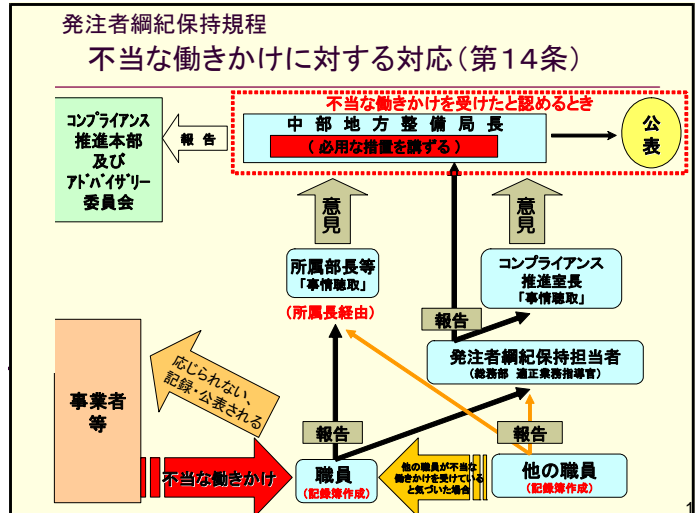 発注者綱紀保持規程
不当な働きかけに対する対応(第14条)
不当な働きかけを受けたと認めるとき
コンプライアンス
推進本部
及び
アドバイザリー
委員会
報告
中部地方整備局長
(必用な措置を講ずる)
公
表
意
見
意
見
所属部長等
「事情聴取」
(所属長経由)
コンプライアンス
推進室長
「事情聴取」
報告
発注者綱紀保持担当者
(総務部 適正業務指導官)
応じられない、
記録・公表される
事業者
等
報告
報告
不当な働きかけ
職員
(記録簿作成)
他の職員が不当な
働きかけを受けている
と気づいた場合
他の職員
(記録簿作成)
1